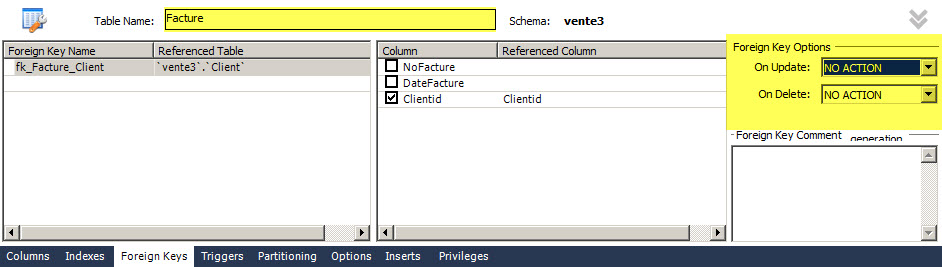 Table Name: Facture Schema: vente3
Foreign Key Name Referenced Table
fk_Facture_Client `vente3`.`Client`
Column Referenced Column
NoFacture
DateFacture
Clientid Clientid
Foreign Key Options
On Update: NO ACTION
On Delete: NO ACTION
Foreign Key Comment generation
Columns Indexes Foreign Keys Triggers Partitioning Options Inserts Privileges